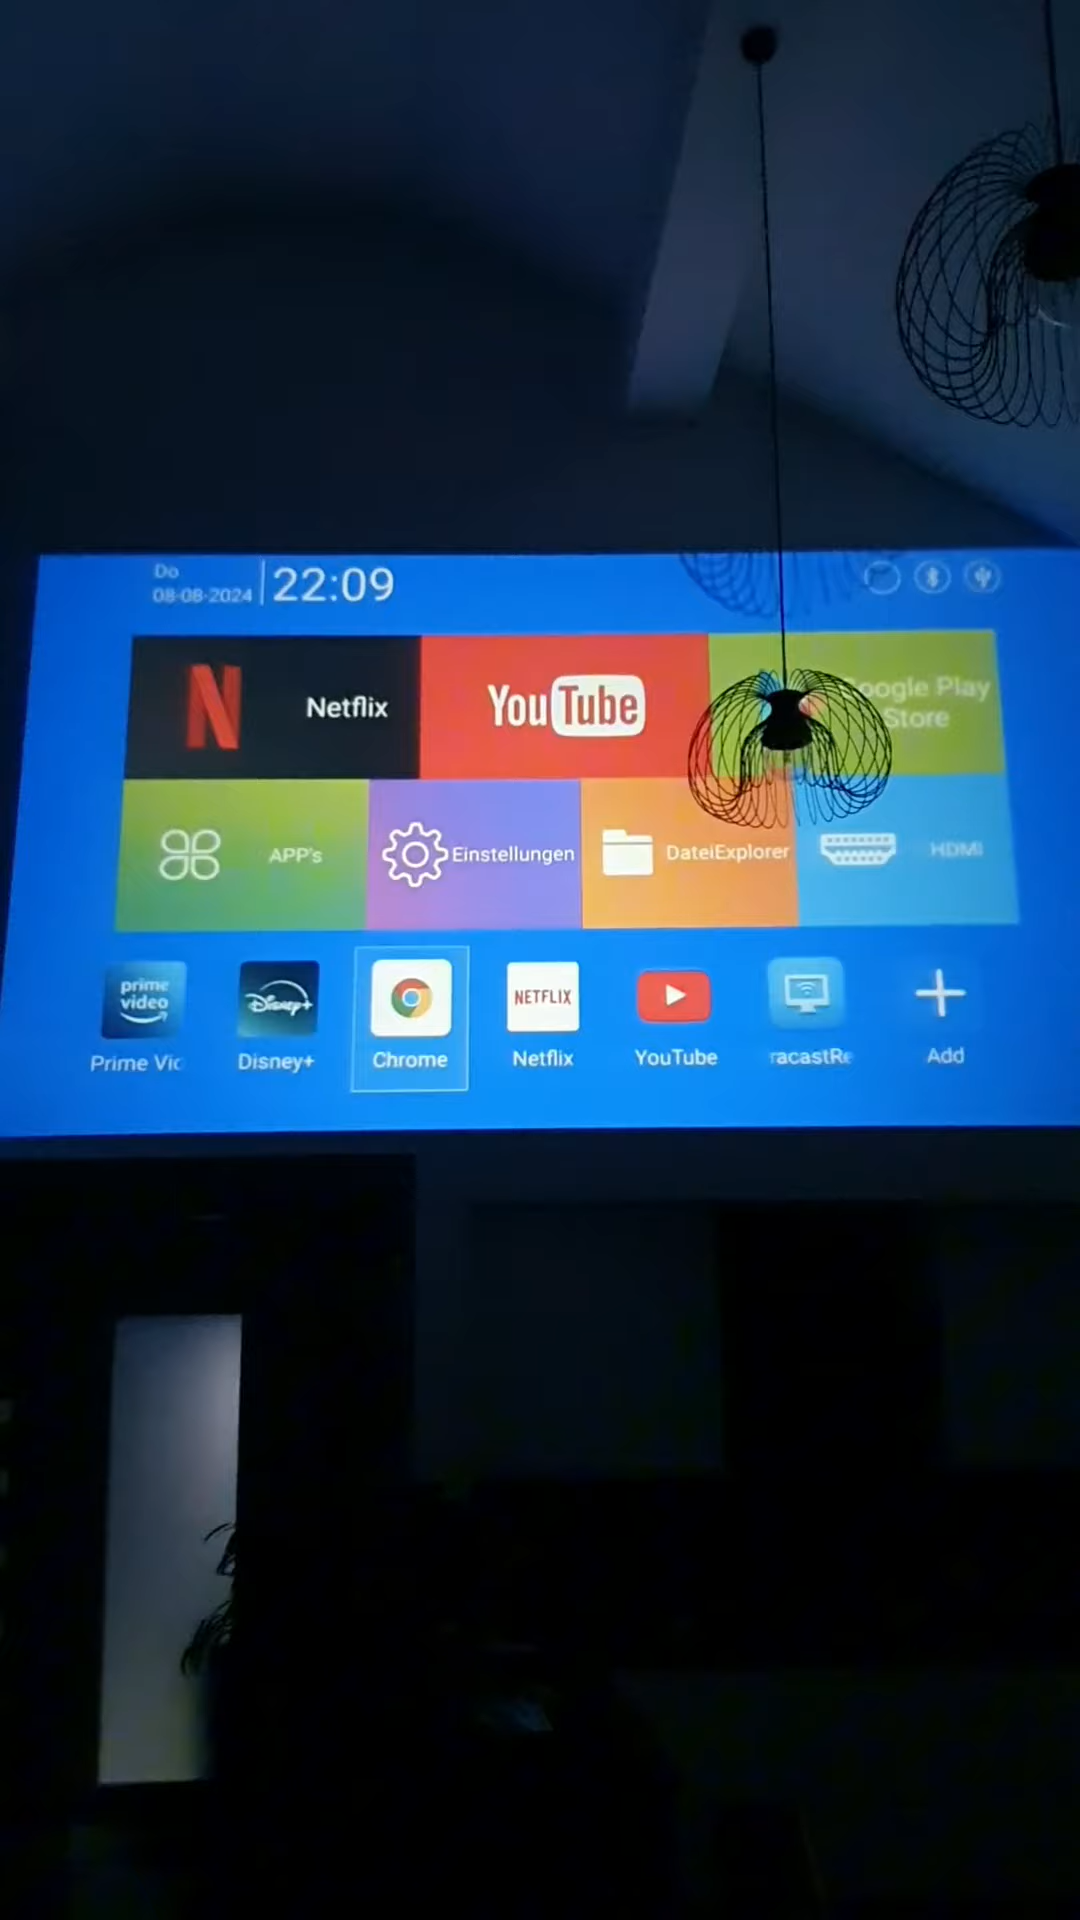 Do
08-08-2024
22:09
N
Netflix
YouTube
Google Play
Store
APP's
Einstellungen
DateiExplorer
HDMI
prime
video
Disney+
NETFLIX
Prime Vic
Disney+
Chrome
Netflix
YouTube
racastRe
Add